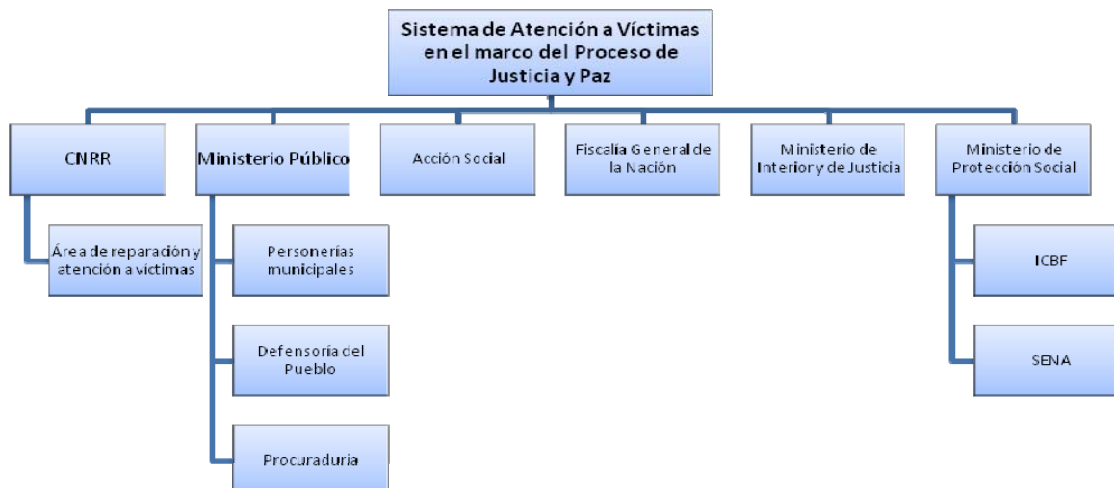 Sistema de Atención a Víctimas
en el marco del Proceso de
Justicia y Paz
CNRR
Ministerio Público
Acción Social
Fiscalía General de
la Nación
Ministerio de
Interior y de Justicia
Ministerio de
Protección Social
Área de reparación y
atención a víctimas
Personerías
municipales
Defensoría del
Pueblo
Procuraduría
ICBF
SENA